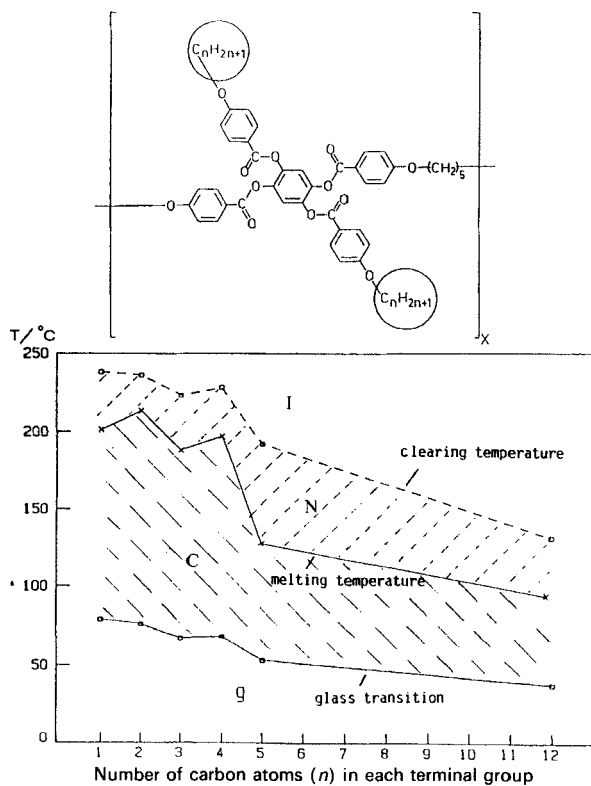 CnH2n+1
O
O
C
O
O
O
C
O
O
O
C
O
O
C
O
O–(CH2)5
O
CnH2n+1
X
T/°C
250
200
150
100
50
0
I
clearing temperature
N
C
melting temperature
g
glass transition
1 2 3 4 5 6 7 8 9 10 11 12
Number of carbon atoms (n) in each terminal group